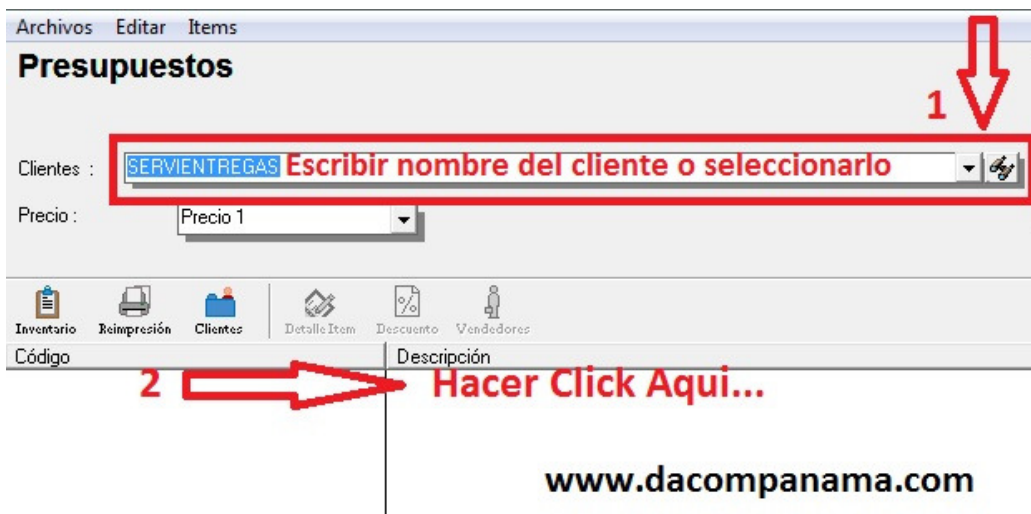 Archivos Editar Items
Presupuestos
1
Clientes : SERVIENTREGAS Escribir nombre del cliente o seleccionarlo
Precio : Precio 1
Inventario Reimpresión Clientes Detalle Item Descuento Vendedores
Código Descripción
2 Hacer Click Aqui...
www.dacompanama.com